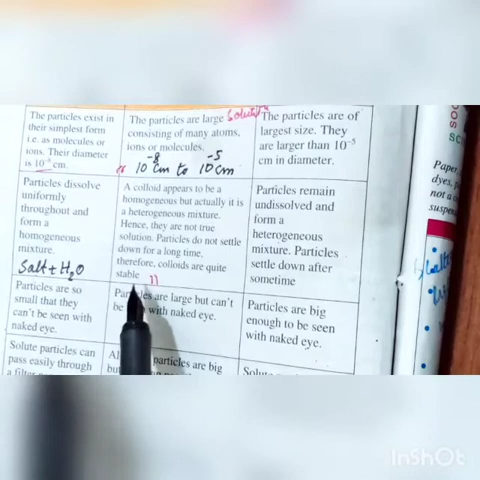 The particles exist in
their simplest form
i.e. as molecules or
ions. Their diameter
is 10⁻⁸ cm.
The particles are large
consisting of many atoms,
ions or molecules.
10⁻⁸ cm to 10⁻⁵ cm
The particles are of
largest size. They
are larger than 10⁻⁵
cm in diameter.
Particles dissolve
uniformly
throughout and
form a
homogeneous
mixture.
Salt + H₂O
A colloid appears to be a
homogeneous but actually it is
a heterogeneous mixture.
Hence, they are not true
solution. Particles do not settle
down for a long time.
therefore, colloids are quite
stable
Particles remain
undissolved and
form a
heterogeneous
mixture. Particles
settle down after
sometime
Particles are so
small that they
can't be seen with
naked eye.
Particles are large but can't
be with naked eye.
Particles are big
enough to be seen
with naked eye.
Solute particles can
pass easily through
particles are big
Paper
dyes,
not a
InShOt